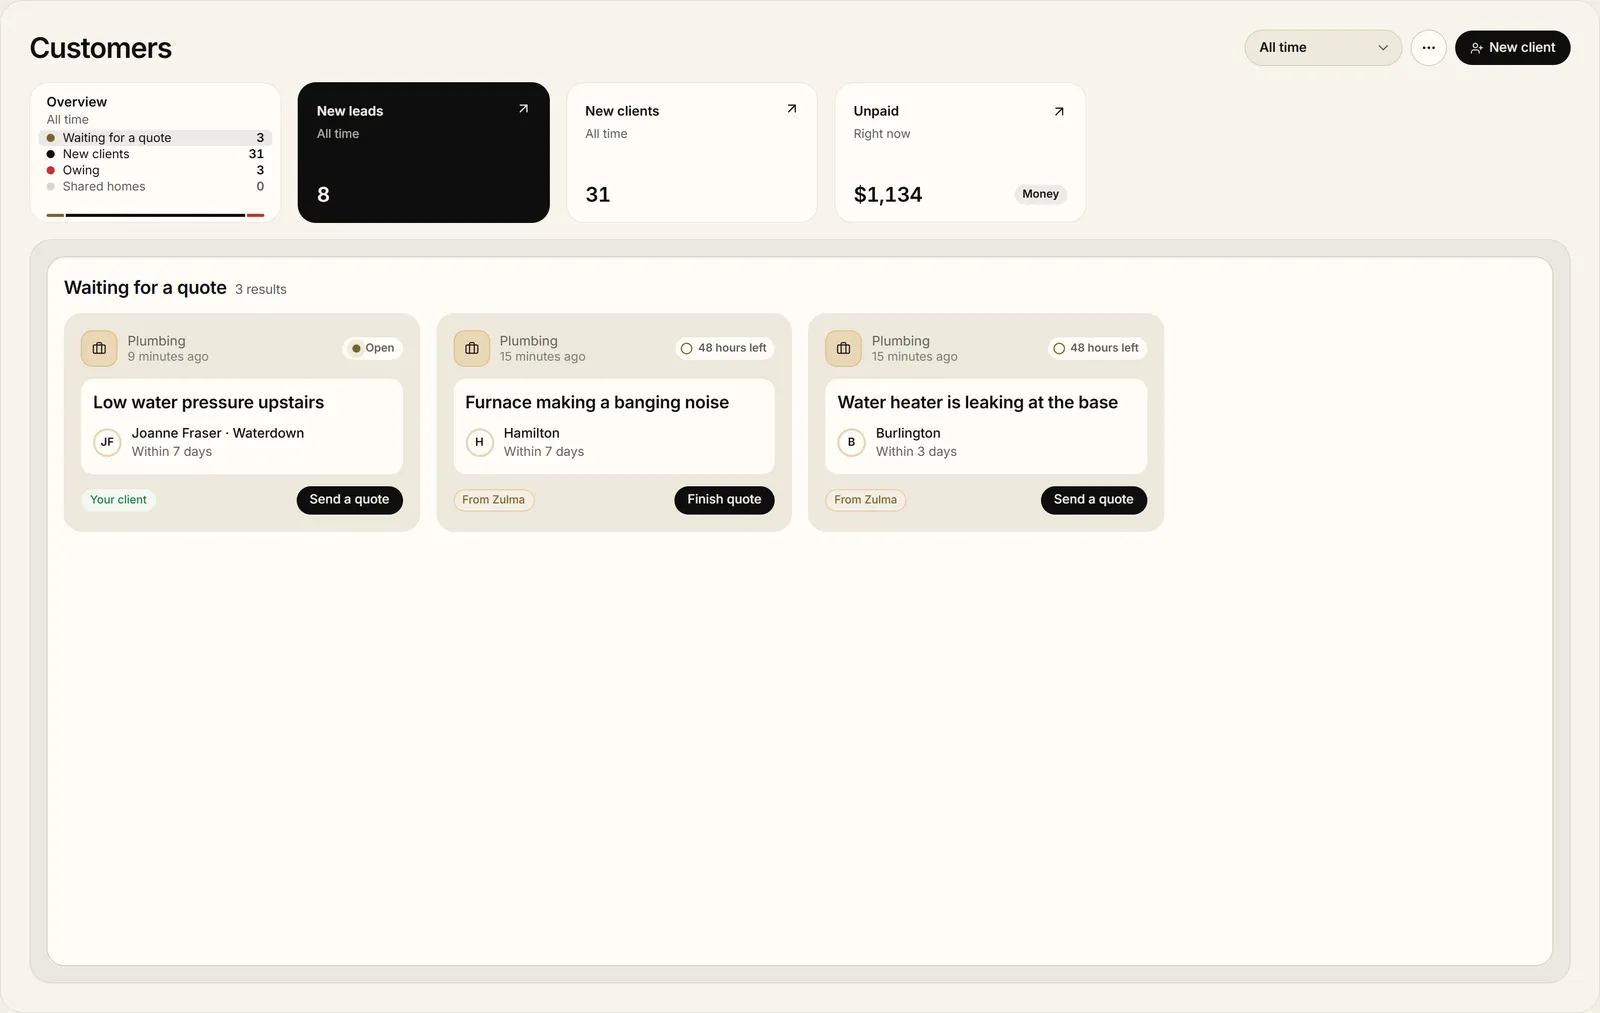 Customers
All time
New client
Overview
All time
Waiting for a quote 3
New clients 31
Owing 3
Shared homes 0
New leads
All time
8
New clients
All time
31
Unpaid
Right now
$1,134
Money
Waiting for a quote 3 results
Plumbing
9 minutes ago
Open
Low water pressure upstairs
JF
Joanne Fraser · Waterdown
Within 7 days
Your client
Send a quote
Plumbing
15 minutes ago
48 hours left
Furnace making a banging noise
H
Hamilton
Within 7 days
From Zulma
Finish quote
Plumbing
15 minutes ago
48 hours left
Water heater is leaking at the base
B
Burlington
Within 3 days
From Zulma
Send a quote